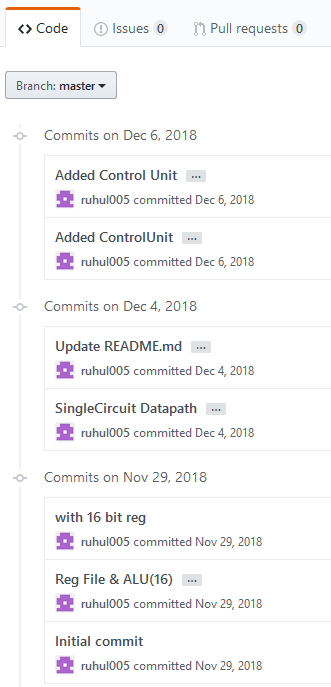 Code Issues 0 Pull requests 0
Branch: master
Commits on Dec 6, 2018
Added Control Unit ...
ruhul005 committed Dec 6, 2018
Added ControlUnit ...
ruhul005 committed Dec 6, 2018
Commits on Dec 4, 2018
Update README.md ...
ruhul005 committed Dec 4, 2018
SingleCircuit Datapath ...
ruhul005 committed Dec 4, 2018
Commits on Nov 29, 2018
with 16 bit reg
ruhul005 committed Nov 29, 2018
Reg File & ALU(16) ...
ruhul005 committed Nov 29, 2018
Initial commit
ruhul005 committed Nov 29, 2018